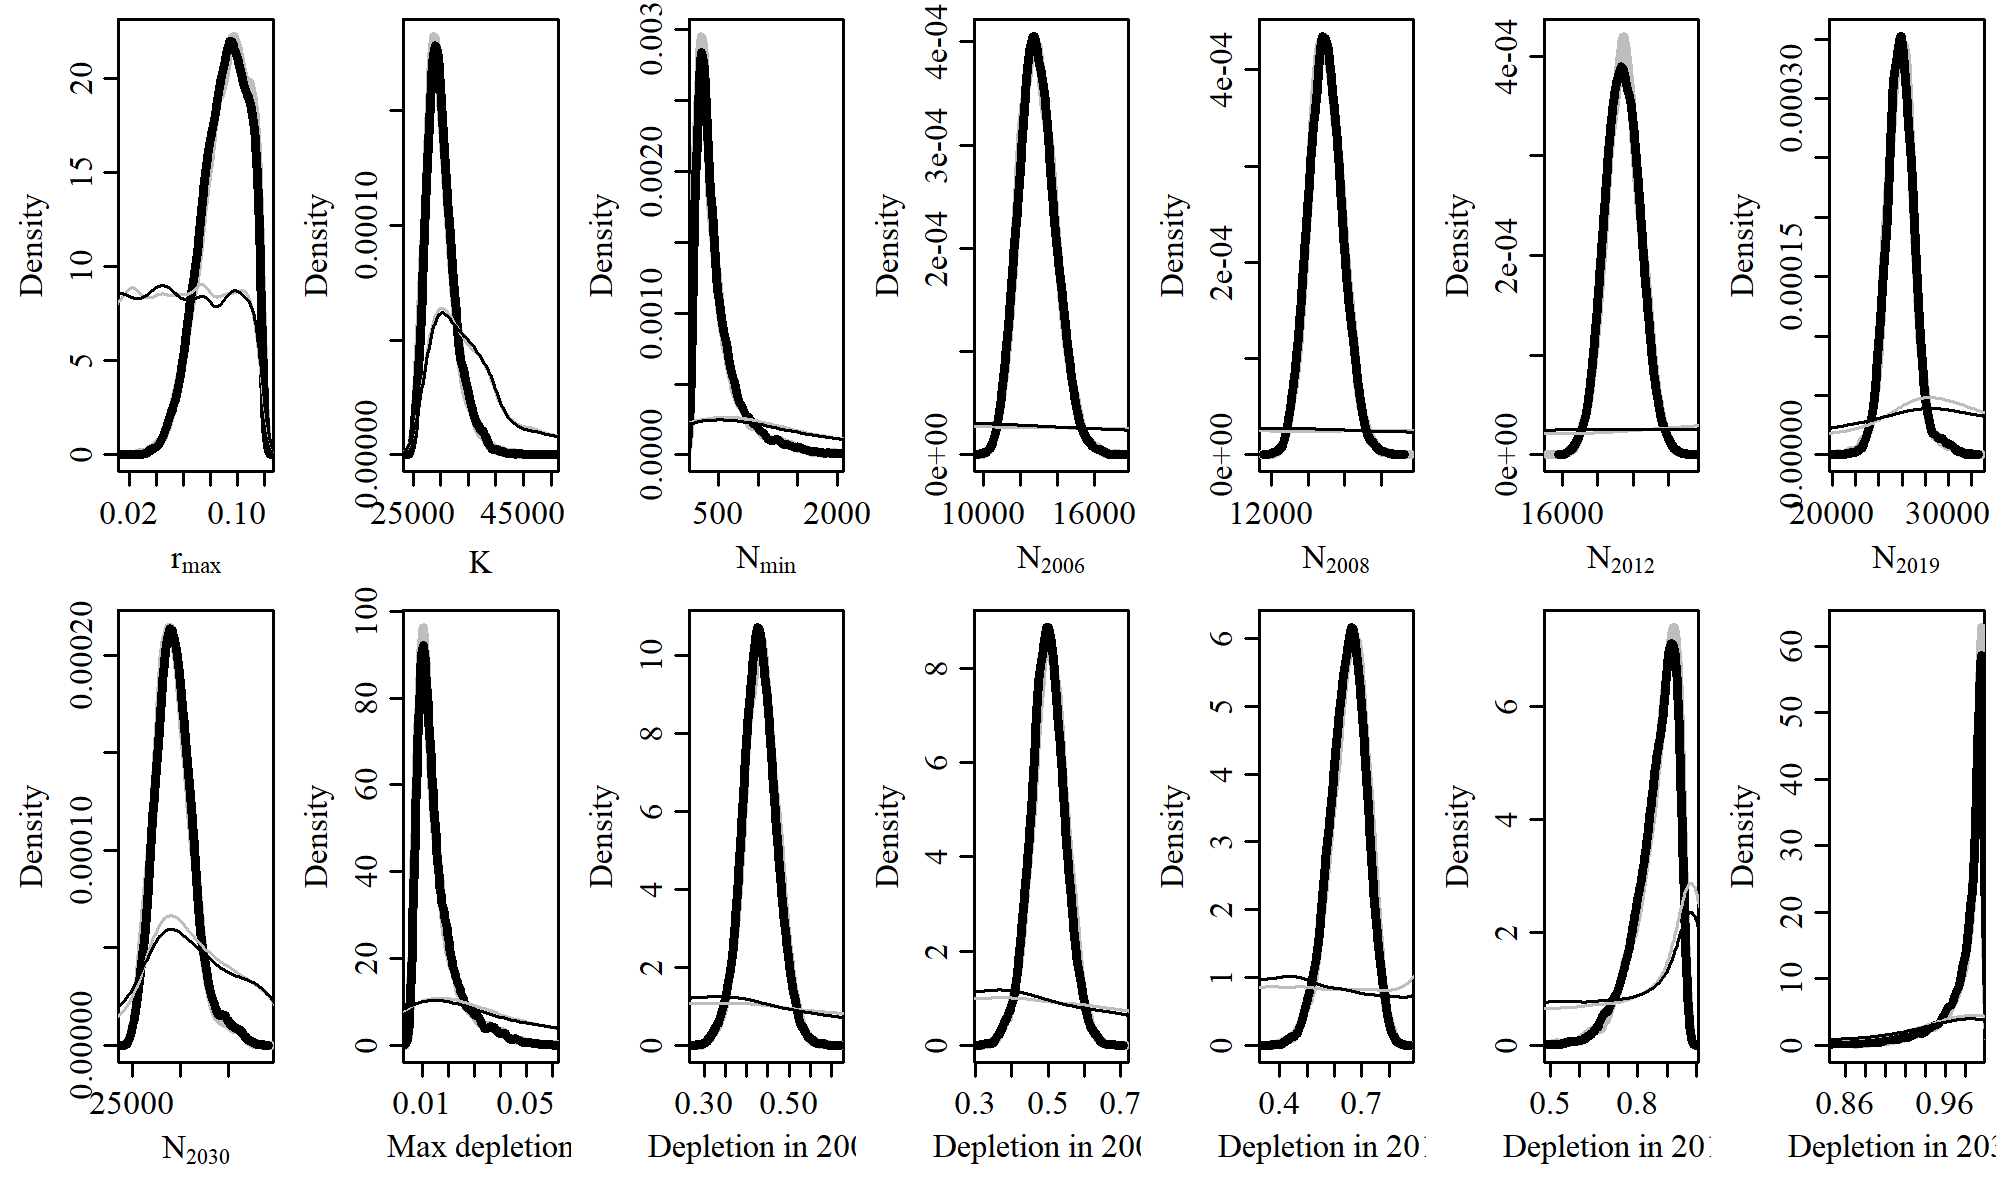 Density
0 5 10 15 20
0.02 0.10
rmax
Density
0.00000 0.00010
25000 45000
K
Density
0.0000 0.0010 0.0020 0.003
500 2000
Nmin
Density
0e+00 2e-04 3e-04 4e-04
10000 16000
N2006
Density
0e+00 2e-04 4e-04
12000
N2008
Density
0e+00 2e-04 4e-04
16000
N2012
Density
0.00000 0.00015 0.00030
20000 30000
N2019
Density
0.00000 0.00010 0.00020
25000
N2030
Density
0 20 40 60 80 100
0.01 0.05
Max depletion
Density
0 2 4 6 8 10
0.30 0.50
Depletion in 200
Density
0 2 4 6 8
0.3 0.5 0.7
Depletion in 200
Density
0 1 2 3 4 5 6
0.4 0.7
Depletion in 201
Density
0 2 4 6
0.5 0.8
Depletion in 201
Density
0 10 20 30 40 50 60
0.86 0.96
Depletion in 203